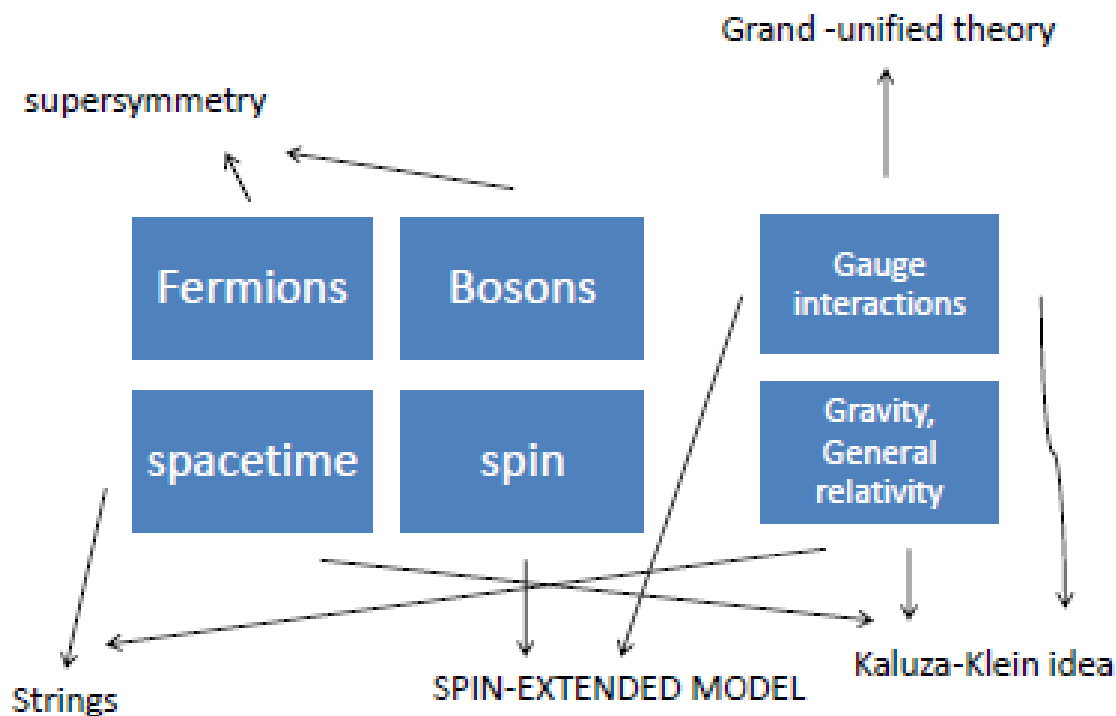 Grand -unified theory
supersymmetry
Fermions
Bosons
Gauge
interactions
spacetime
spin
Gravity,
General
relativity
Strings
SPIN-EXTENDED MODEL
Kaluza-Klein idea